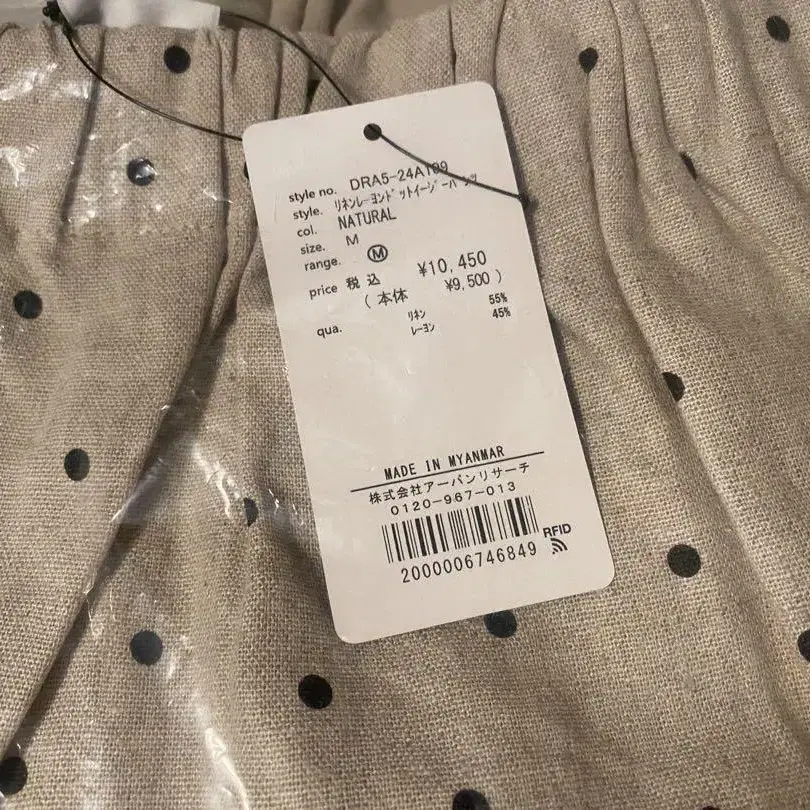 style no. DRA5-24A109
style. リネンレーヨンドットイージーパンツ
col. NATURAL
size. M
range. Ⓜ
price 税込 ¥10,450
(本体 ¥9,500)
qua. リネン 55%
レーヨン 45%
MADE IN MYANMAR
株式会社アーバンリサーチ
0120-967-013
RFID
2000006746849